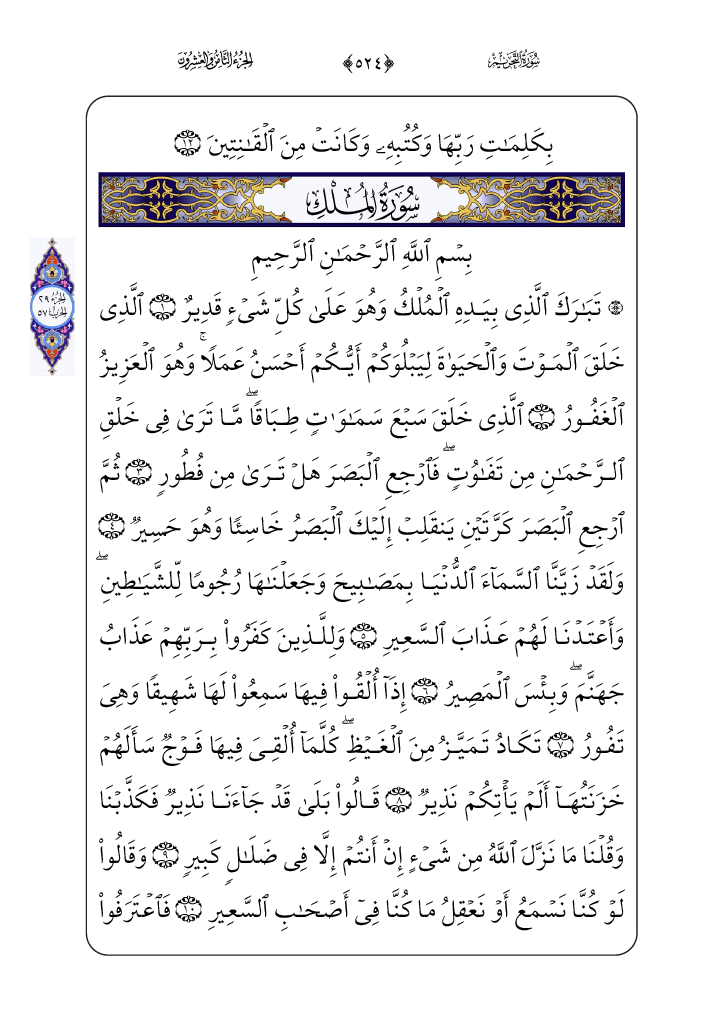 سُورَةُ التَّحْرِيمِ ﴿٥٢٤﴾ الجُزْءُ الثَّامِنُ وَالعِشْرُونَ
بِكَلِمَٰتِ رَبِّهَا وَكُتُبِهِۦ وَكَانَتۡ مِنَ ٱلۡقَٰنِتِينَ ١٢
سُورَةُ المُلۡكِ
بِسۡمِ ٱللَّهِ ٱلرَّحۡمَٰنِ ٱلرَّحِيمِ
۞ تَبَٰرَكَ ٱلَّذِي بِيَدِهِ ٱلۡمُلۡكُ وَهُوَ عَلَىٰ كُلِّ شَيۡءٖ قَدِيرٌ ١ ٱلَّذِي
خَلَقَ ٱلۡمَوۡتَ وَٱلۡحَيَوٰةَ لِيَبۡلُوَكُمۡ أَيُّكُمۡ أَحۡسَنُ عَمَلٗاۚ وَهُوَ ٱلۡعَزِيزُ
ٱلۡغَفُورُ ٢ ٱلَّذِي خَلَقَ سَبۡعَ سَمَٰوَٰتٖ طِبَاقٗاۖ مَّا تَرَىٰ فِي خَلۡقِ
ٱلرَّحۡمَٰنِ مِن تَفَٰوُتٖۖ فَٱرۡجِعِ ٱلۡبَصَرَ هَلۡ تَرَىٰ مِن فُطُورٖ ٣ ثُمَّ
ٱرۡجِعِ ٱلۡبَصَرَ كَرَّتَيۡنِ يَنقَلِبۡ إِلَيۡكَ ٱلۡبَصَرُ خَاسِئٗا وَهُوَ حَسِيرٞ ٤
وَلَقَدۡ زَيَّنَّا ٱلسَّمَآءَ ٱلدُّنۡيَا بِمَصَٰبِيحَ وَجَعَلۡنَٰهَا رُجُومٗا لِّلشَّيَٰطِينِۖ
وَأَعۡتَدۡنَا لَهُمۡ عَذَابَ ٱلسَّعِيرِ ٥ وَلِلَّذِينَ كَفَرُواْ بِرَبِّهِمۡ عَذَابُ
جَهَنَّمَۖ وَبِئۡسَ ٱلۡمَصِيرُ ٦ إِذَآ أُلۡقُواْ فِيهَا سَمِعُواْ لَهَا شَهِيقٗا وَهِيَ
تَفُورُ ٧ تَكَادُ تَمَيَّزُ مِنَ ٱلۡغَيۡظِۖ كُلَّمَآ أُلۡقِيَ فِيهَا فَوۡجٞ سَأَلَهُمۡ
خَزَنَتُهَآ أَلَمۡ يَأۡتِكُمۡ نَذِيرٞ ٨ قَالُواْ بَلَىٰ قَدۡ جَآءَنَا نَذِيرٞ فَكَذَّبۡنَا
وَقُلۡنَا مَا نَزَّلَ ٱللَّهُ مِن شَيۡءٍ إِنۡ أَنتُمۡ إِلَّا فِي ضَلَٰلٖ كَبِيرٖ ٩ وَقَالُواْ
لَوۡ كُنَّا نَسۡمَعُ أَوۡ نَعۡقِلُ مَا كُنَّا فِيٓ أَصۡحَٰبِ ٱلسَّعِيرِ ١٠ فَٱعۡتَرَفُواْ
الجزء ٢٩
الحزب ٥٧